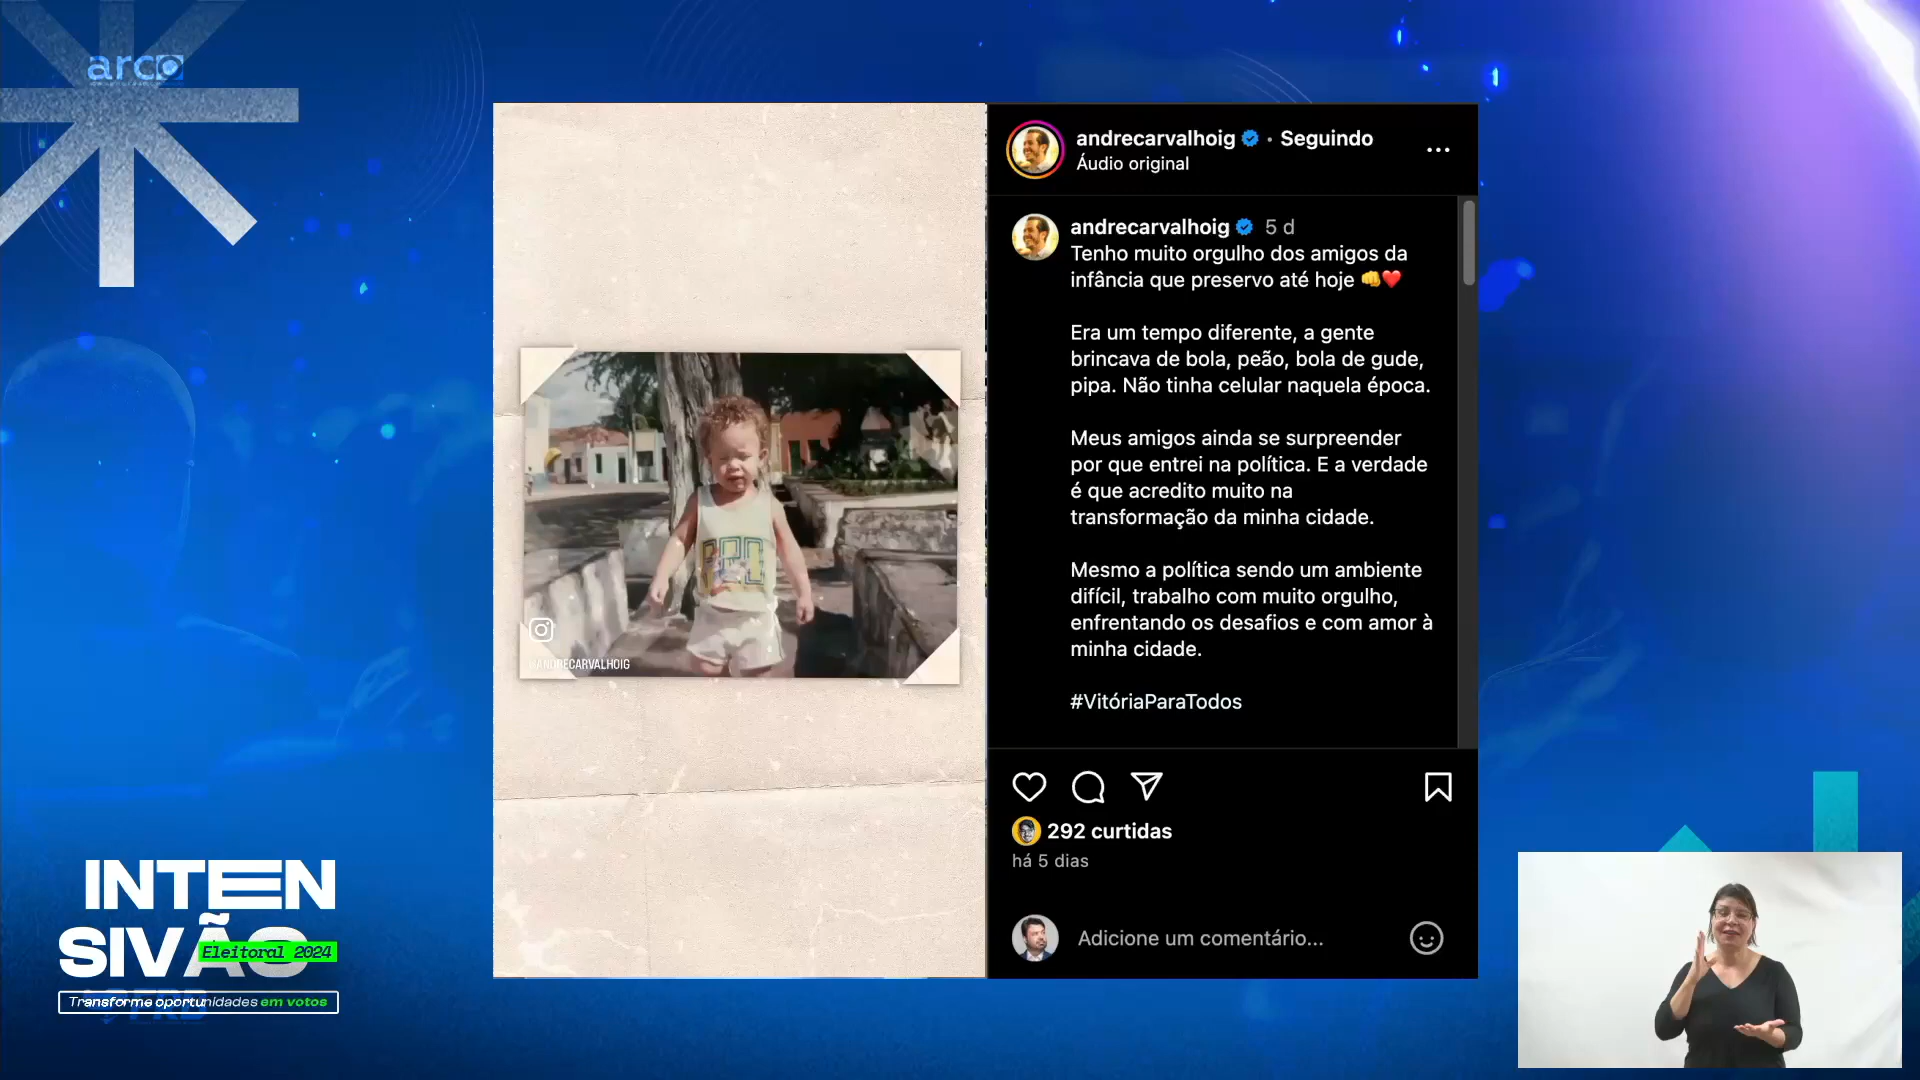 arco
andrecarvalhoig • Seguindo
Áudio original
andrecarvalhoig 5 d
Tenho muito orgulho dos amigos da
infância que preservo até hoje 👊❤️
Era um tempo diferente, a gente
brincava de bola, peão, bola de gude,
pipa. Não tinha celular naquela época.
Meus amigos ainda se surpreender
por que entrei na política. E a verdade
é que acredito muito na
transformação da minha cidade.
Mesmo a política sendo um ambiente
difícil, trabalho com muito orgulho,
enfrentando os desafios e com amor à
minha cidade.
#VitóriaParaTodos
292 curtidas
há 5 dias
Adicione um comentário...
@ANDRECARVALHOIG
INTEN
SIVÃO
Eleitoral 2024
Transforme oportunidades em votos